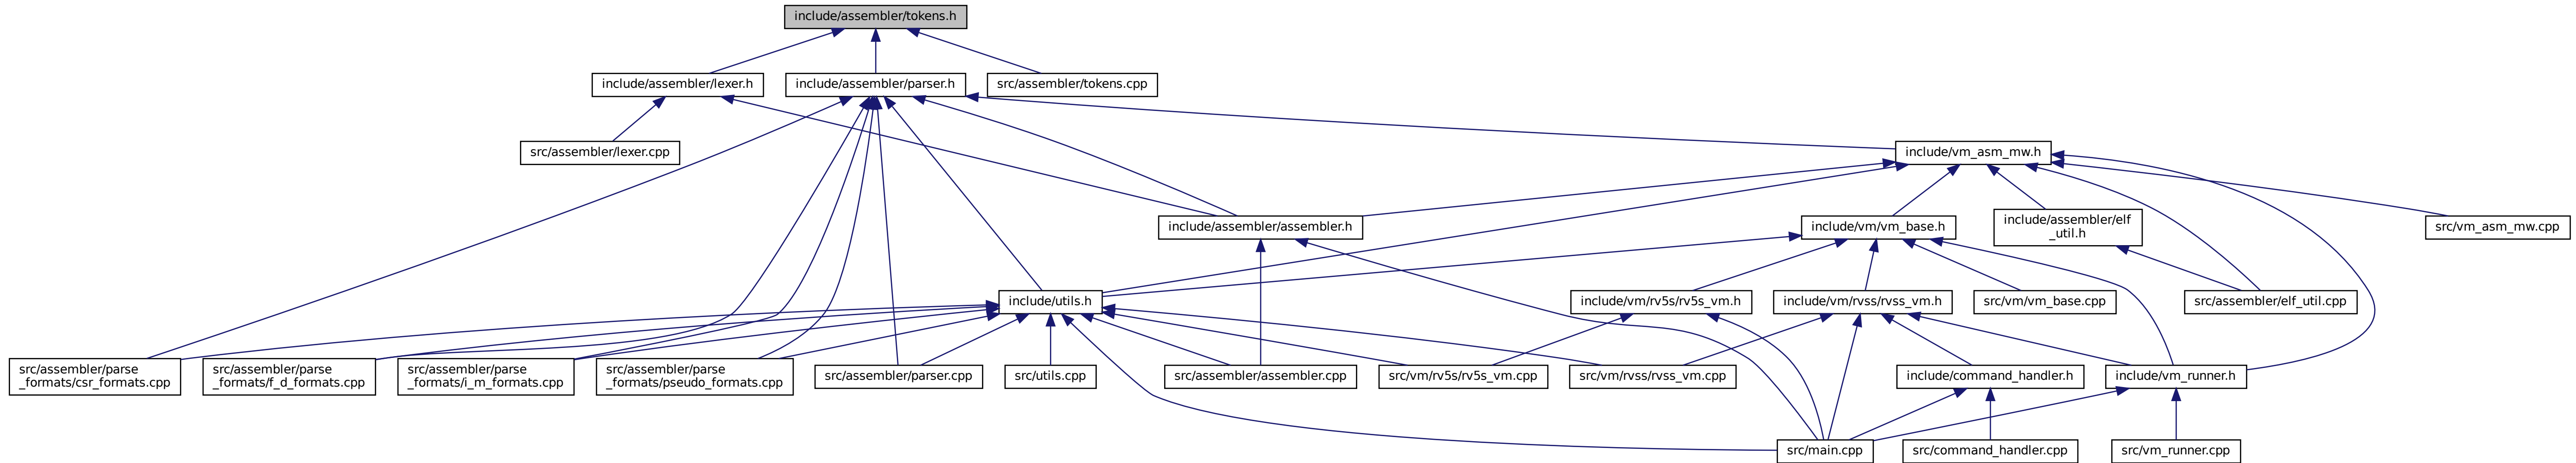 include/assembler/tokens.h
include/assembler/lexer.h
include/assembler/parser.h
src/assembler/tokens.cpp
src/assembler/lexer.cpp
include/vm_asm_mw.h
include/assembler/assembler.h
include/vm/vm_base.h
include/assembler/elf
_util.h
src/vm_asm_mw.cpp
include/utils.h
include/vm/rv5s/rv5s_vm.h
include/vm/rvss/rvss_vm.h
src/vm/vm_base.cpp
src/assembler/elf_util.cpp
src/assembler/parse
_formats/csr_formats.cpp
src/assembler/parse
_formats/f_d_formats.cpp
src/assembler/parse
_formats/i_m_formats.cpp
src/assembler/parse
_formats/pseudo_formats.cpp
src/assembler/parser.cpp
src/utils.cpp
src/assembler/assembler.cpp
src/vm/rv5s/rv5s_vm.cpp
src/vm/rvss/rvss_vm.cpp
include/command_handler.h
include/vm_runner.h
src/main.cpp
src/command_handler.cpp
src/vm_runner.cpp